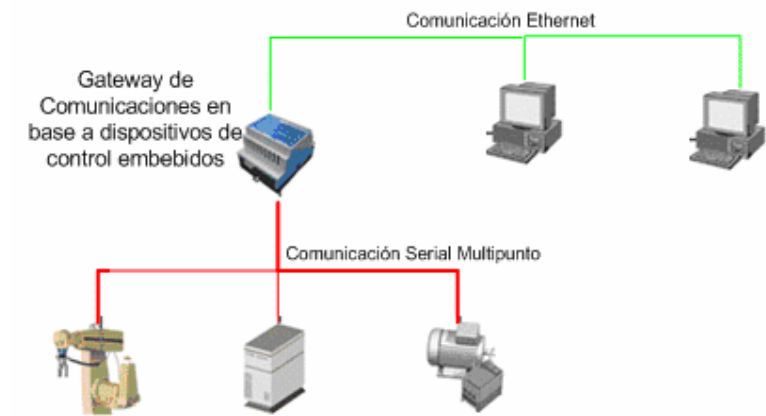 Comunicación Ethernet
Gateway de
Comunicaciones en
base a dispositivos de
control embebidos
Comunicación Serial Multipunto